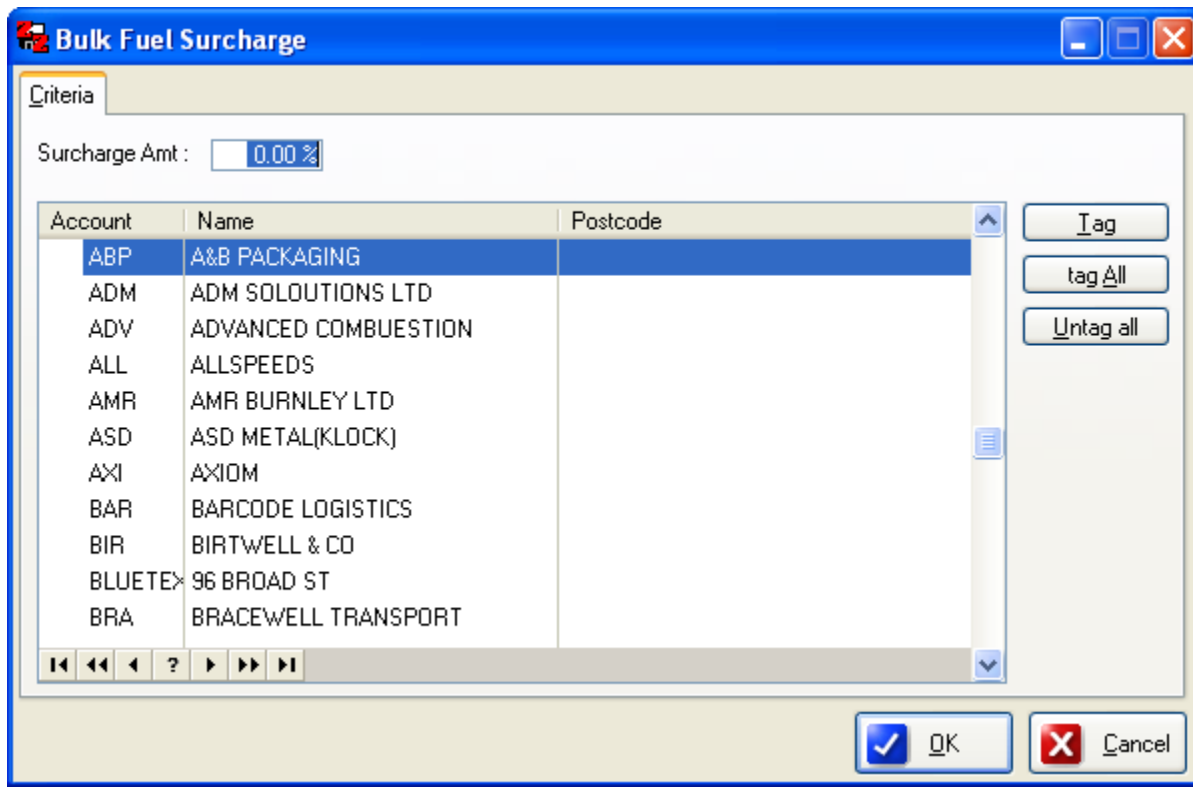 Bulk Fuel Surcharge
Criteria
Surcharge Amt : 0.00 %
Account Name Postcode
ABP A&B PACKAGING
ADM ADM SOLOUTIONS LTD
ADV ADVANCED COMBUESTION
ALL ALLSPEEDS
AMR AMR BURNLEY LTD
ASD ASD METAL(KLOCK)
AXI AXIOM
BAR BARCODE LOGISTICS
BIR BIRTWELL & CO
BLUETEX 96 BROAD ST
BRA BRACEWELL TRANSPORT
?
Tag
tag All
Untag all
OK Cancel